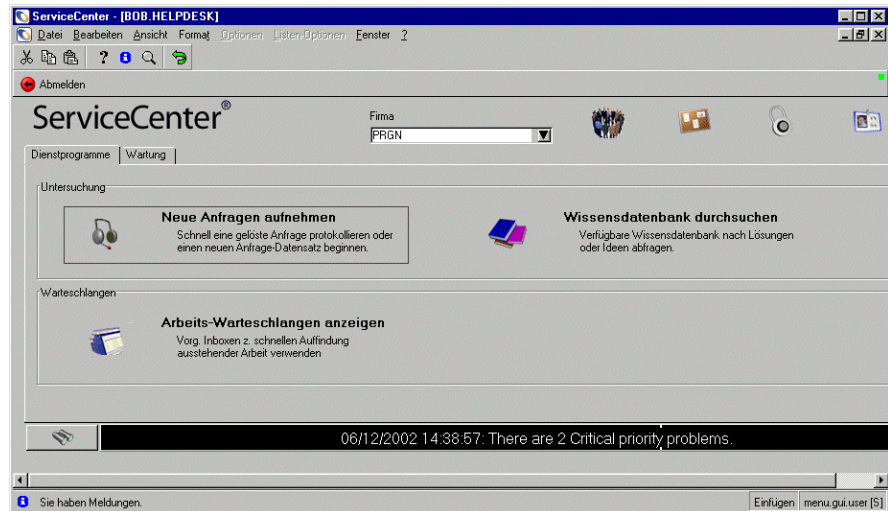 ServiceCenter - [BOB.HELPDESK]
Datei Bearbeiten Ansicht Format Optionen Listen-Optionen Fenster ?
Abmelden
ServiceCenter®
Firma
PRGN
Dienstprogramme Wartung
Untersuchung
Neue Anfragen aufnehmen
Schnell eine gelöste Anfrage protokollieren oder
einen neuen Anfrage-Datensatz beginnen.
Wissensdatenbank durchsuchen
Verfügbare Wissensdatenbank nach Lösungen
oder Ideen abfragen.
Warteschlangen
Arbeits-Warteschlangen anzeigen
Vorg. Inboxen z. schnellen Auffindung
ausstehender Arbeit verwenden
06/12/2002 14:38:57: There are 2 Critical priority problems.
Sie haben Meldungen.
Einfügen menu.gui.user [S]